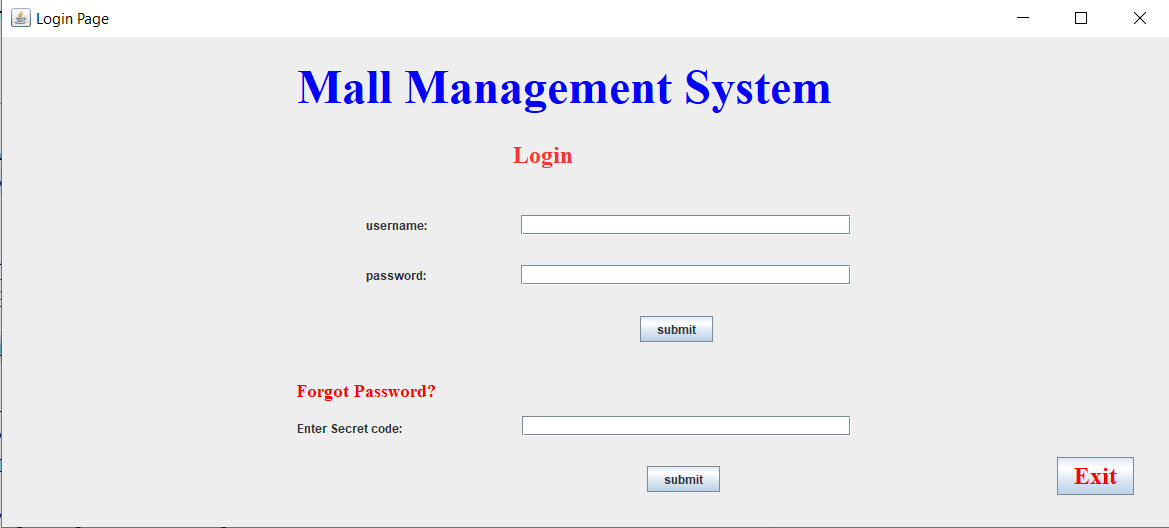 Login Page
Mall Management System
Login
username:
password:
submit
Forgot Password?
Enter Secret code:
submit
Exit